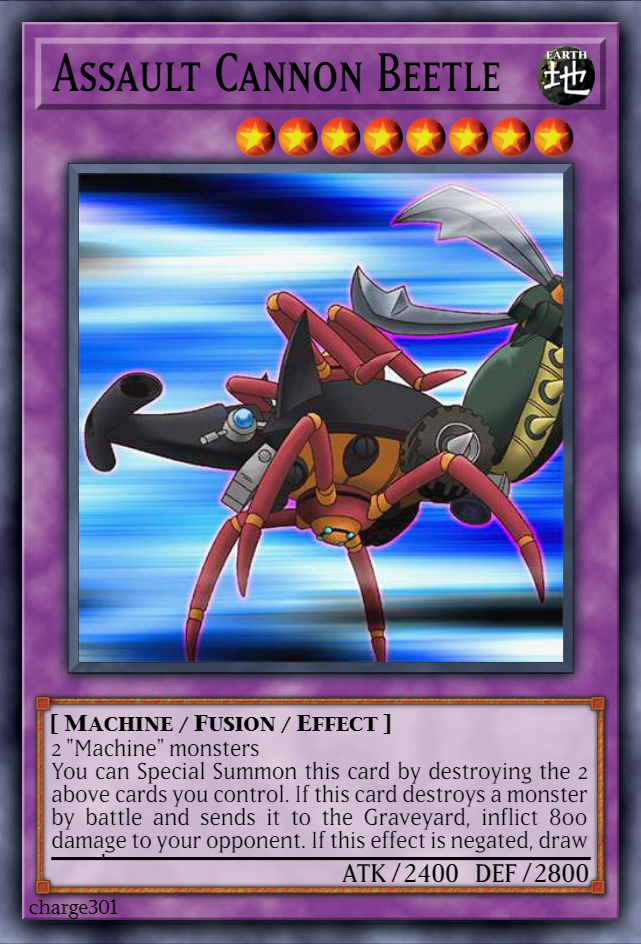 Assault Cannon Beetle
EARTH
地
[ Machine / Fusion / Effect ]
2 "Machine" monsters
You can Special Summon this card by destroying the 2
above cards you control. If this card destroys a monster
by battle and sends it to the Graveyard, inflict 800
damage to your opponent. If this effect is negated, draw
ATK/2400 DEF/2800
charge301